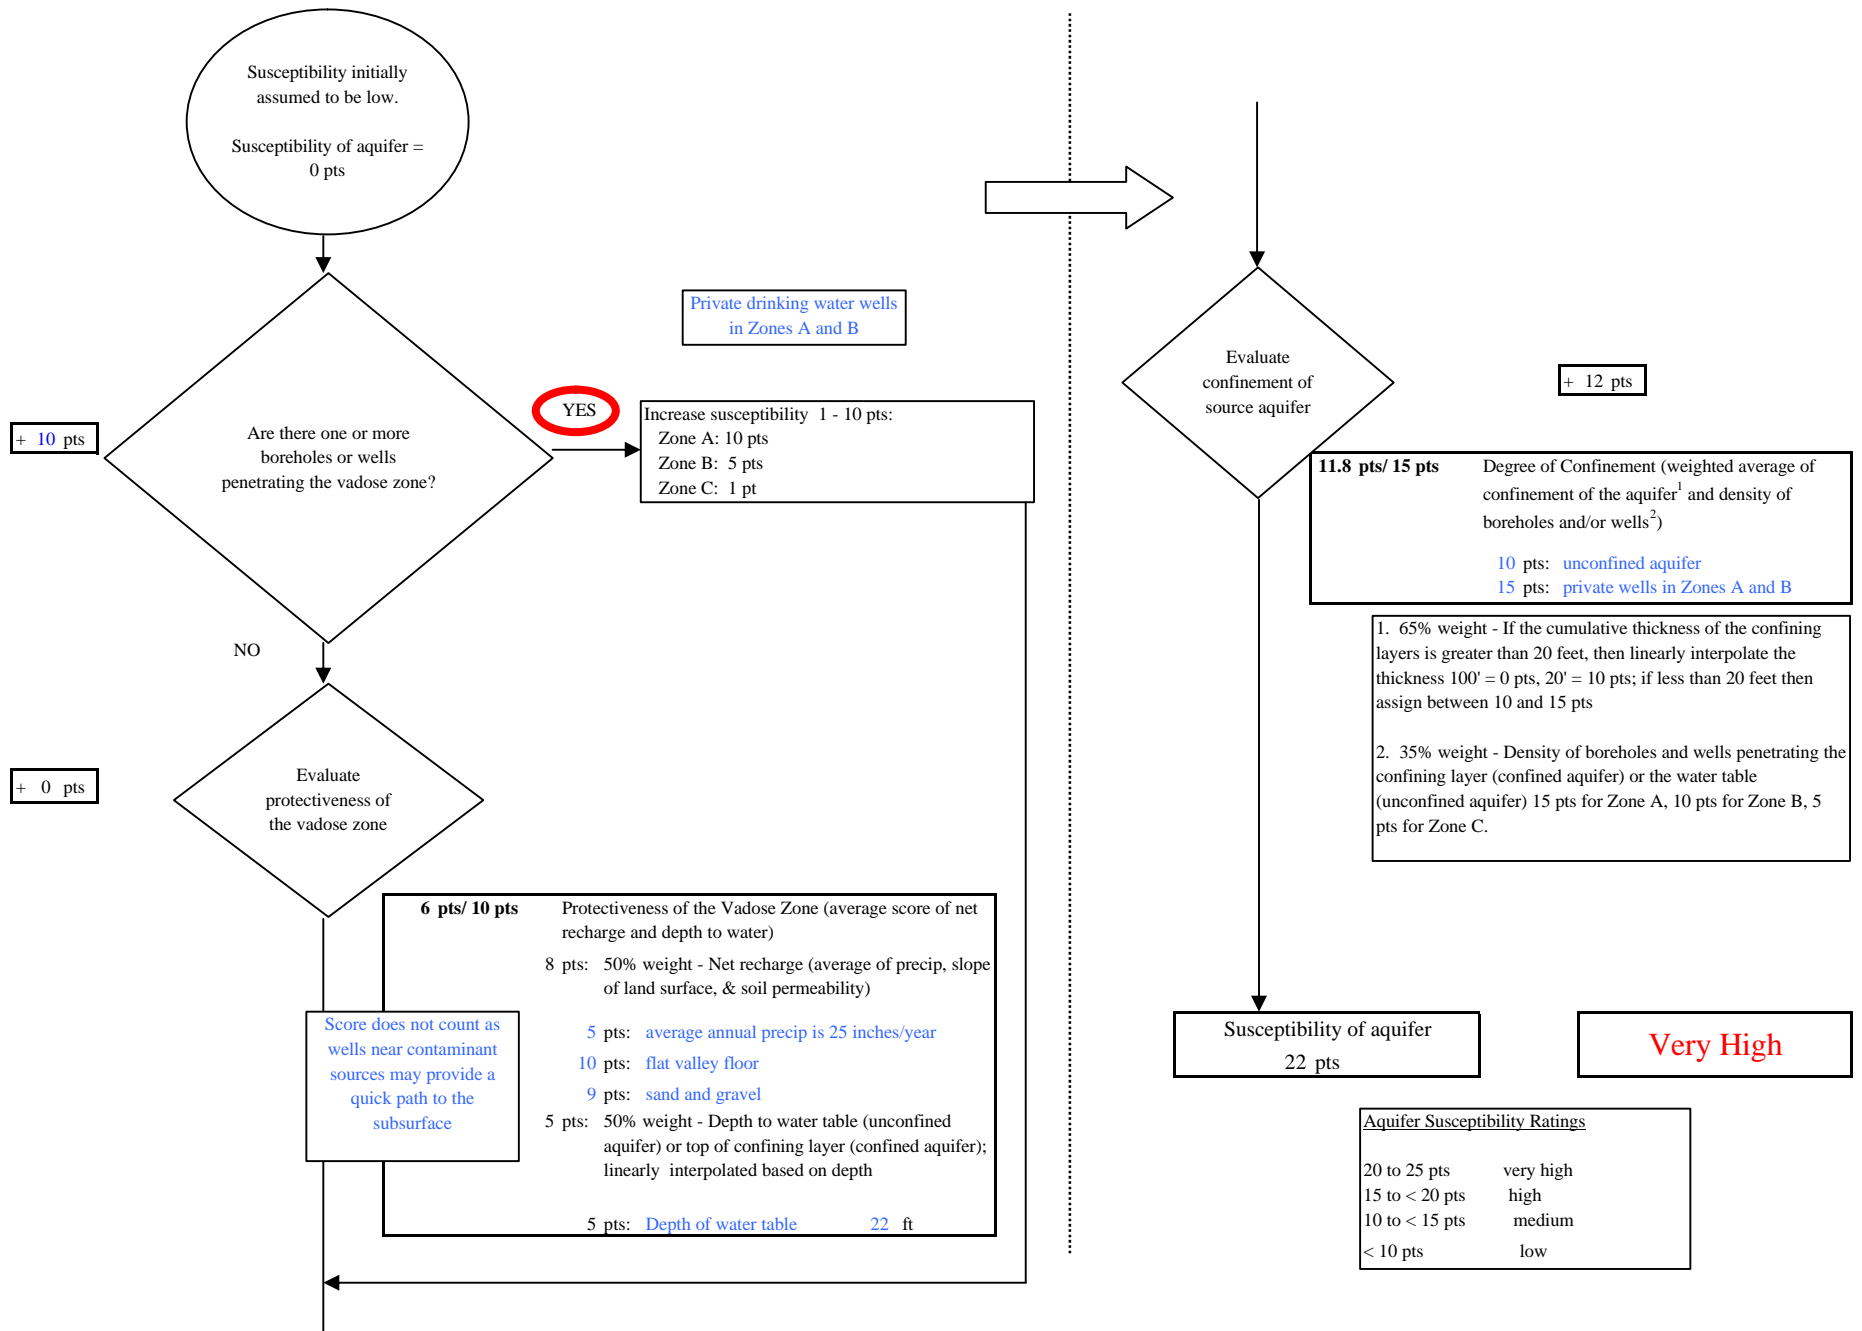 Susceptibility initially
assumed to be low.
Susceptibility of aquifer =
0 pts
Private drinking water wells
in Zones A and B
YES
Increase susceptibility 1 - 10 pts:
Zone A: 10 pts
Zone B: 5 pts
Zone C: 1 pt
+ 10 pts
Are there one or more
boreholes or wells
penetrating the vadose zone?
NO
+ 0 pts
Evaluate
protectiveness of
the vadose zone
6 pts/ 10 pts Protectiveness of the Vadose Zone (average score of net
recharge and depth to water)
8 pts: 50% weight - Net recharge (average of precip, slope
of land surface, & soil permeability)
5 pts: average annual precip is 25 inches/year
10 pts: flat valley floor
9 pts: sand and gravel
5 pts: 50% weight - Depth to water table (unconfined
aquifer) or top of confining layer (confined aquifer);
linearly interpolated based on depth
5 pts: Depth of water table 22 ft
Score does not count as
wells near contaminant
sources may provide a
quick path to the
subsurface
Evaluate
confinement of
source aquifer
+ 12 pts
11.8 pts/ 15 pts Degree of Confinement (weighted average of
confinement of the aquifer1 and density of
boreholes and/or wells2)
10 pts: unconfined aquifer
15 pts: private wells in Zones A and B
1. 65% weight - If the cumulative thickness of the confining
layers is greater than 20 feet, then linearly interpolate the
thickness 100' = 0 pts, 20' = 10 pts; if less than 20 feet then
assign between 10 and 15 pts
2. 35% weight - Density of boreholes and wells penetrating the
confining layer (confined aquifer) or the water table
(unconfined aquifer) 15 pts for Zone A, 10 pts for Zone B, 5
pts for Zone C.
Susceptibility of aquifer
22 pts
Very High
Aquifer Susceptibility Ratings
20 to 25 pts very high
15 to < 20 pts high
10 to < 15 pts medium
< 10 pts low